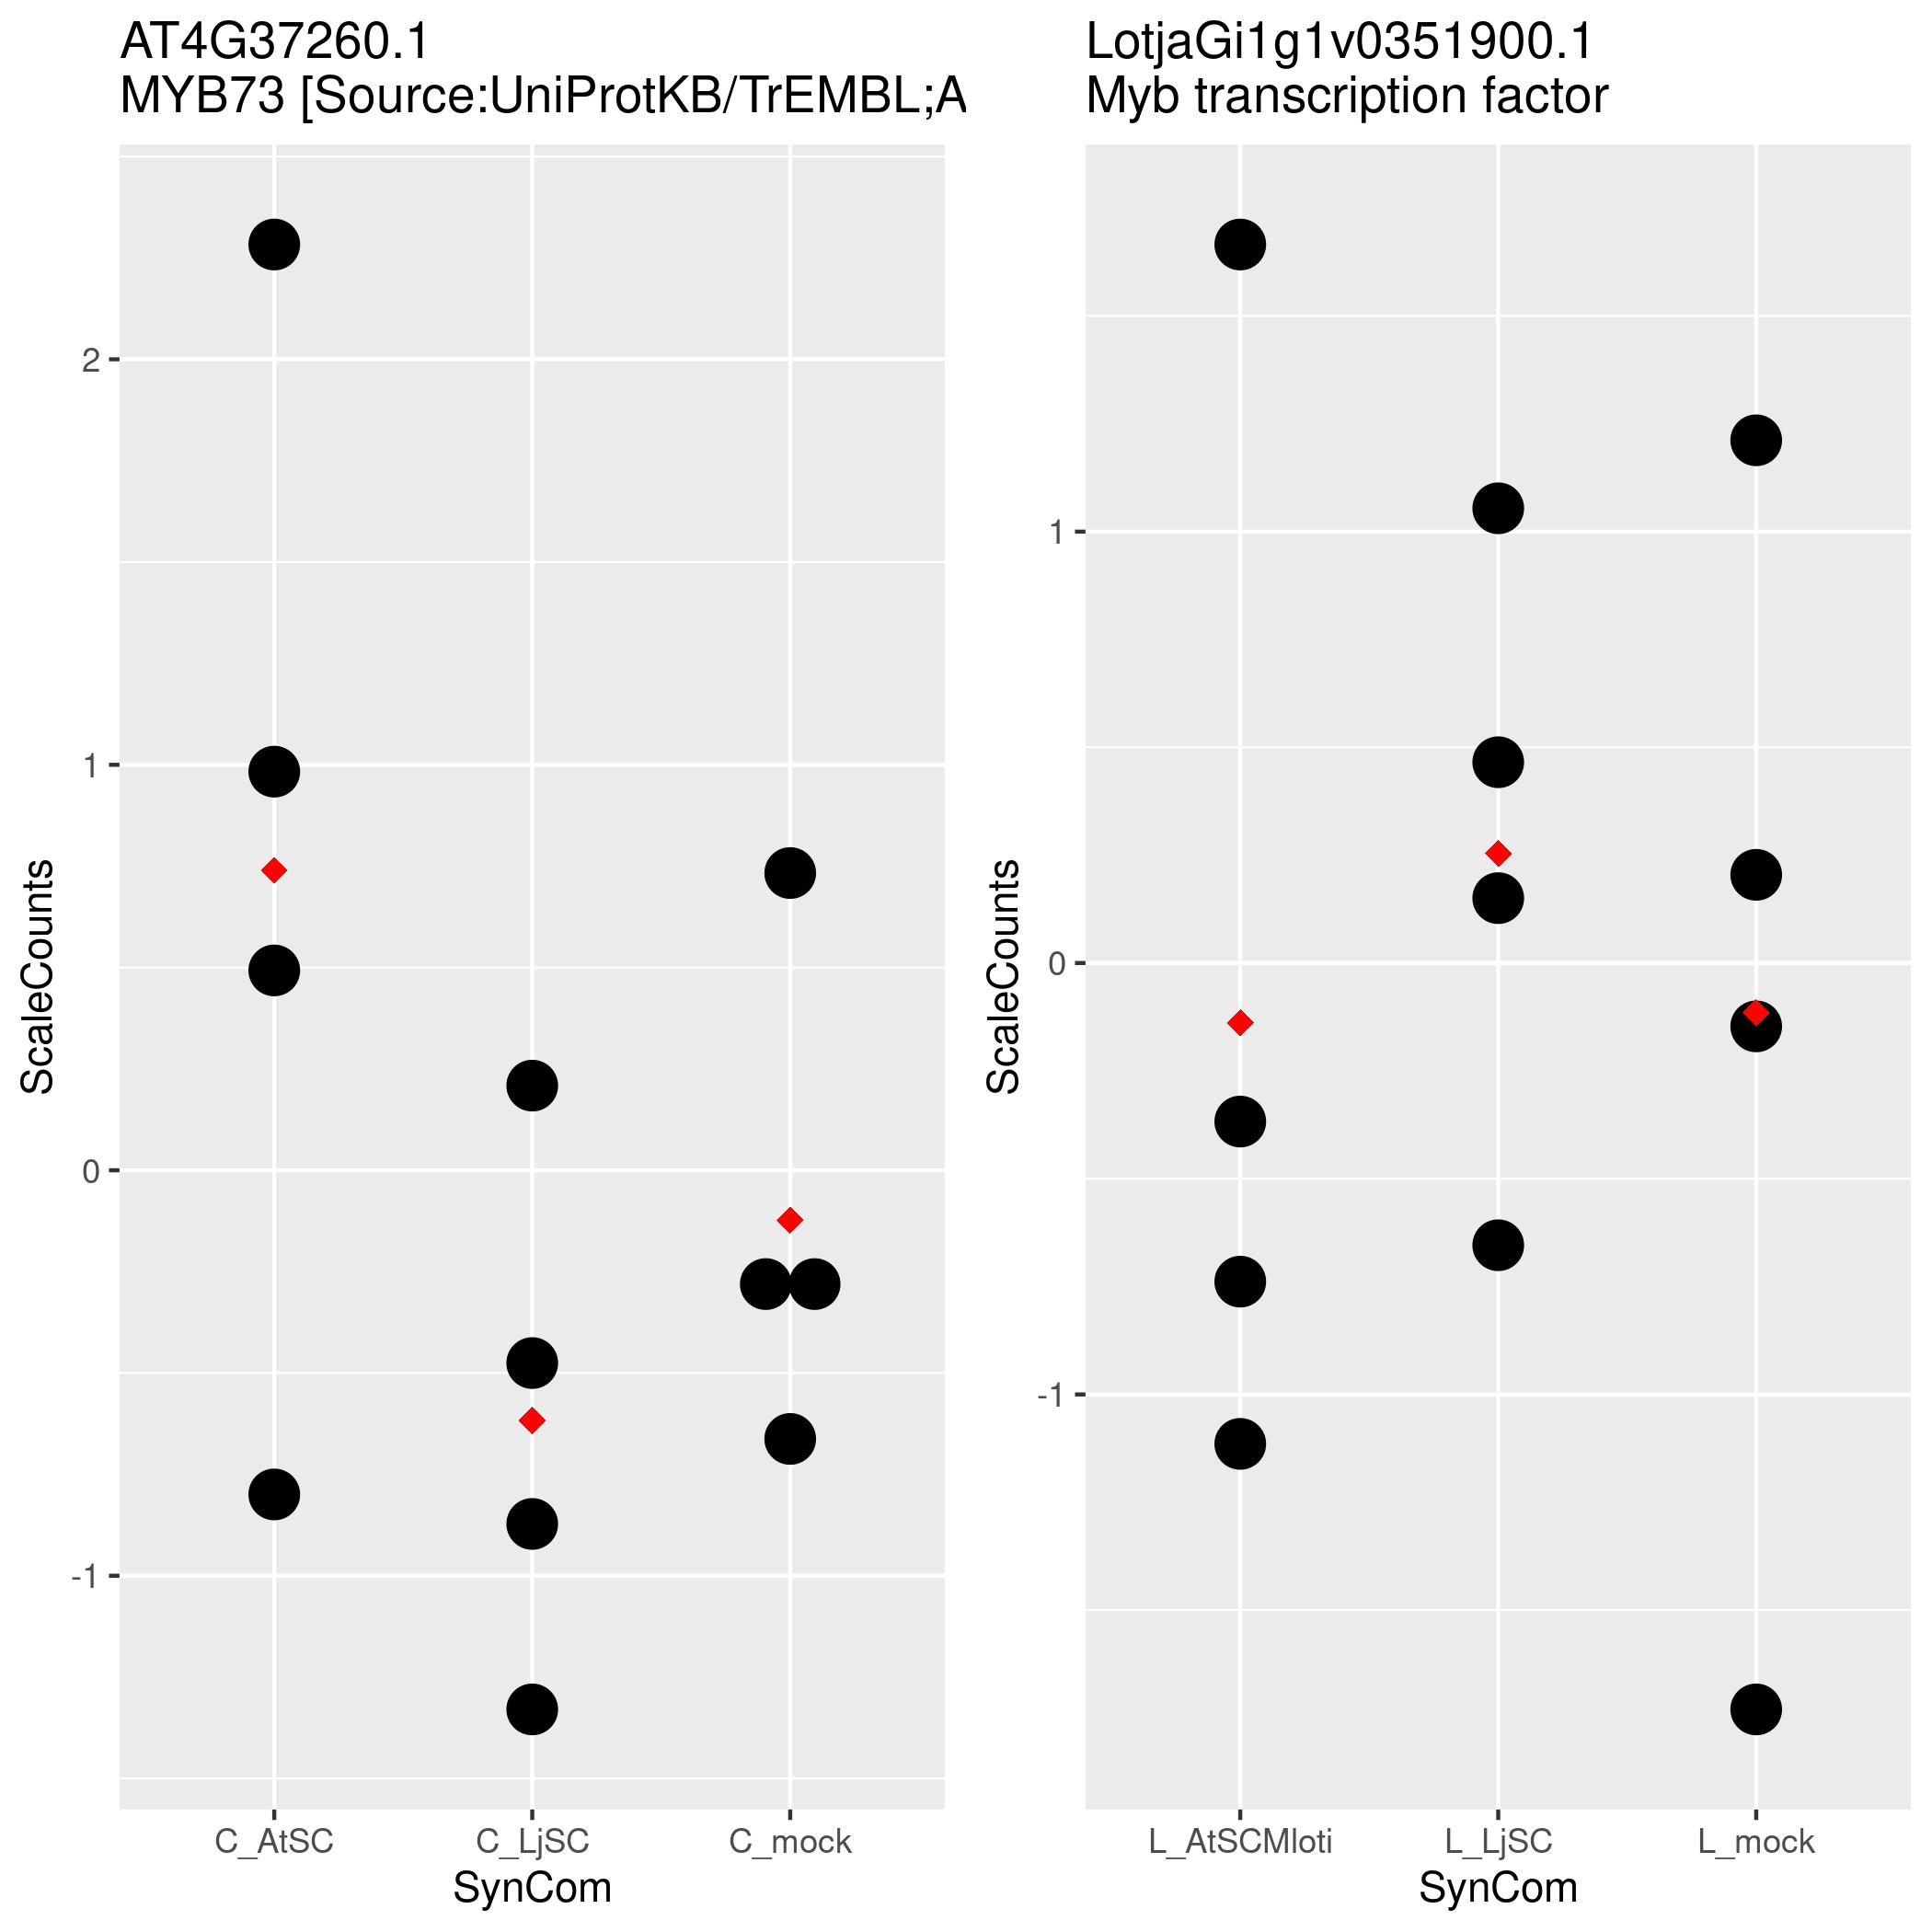 AT4G37260.1
MYB73 [Source:UniProtKB/TrEMBL;A
ScaleCounts
2
1
0
-1
C_AtSC
C_LjSC
C_mock
SynCom
LotjaGi1g1v0351900.1
Myb transcription factor
ScaleCounts
1
0
-1
L_AtSCMloti
L_LjSC
L_mock
SynCom